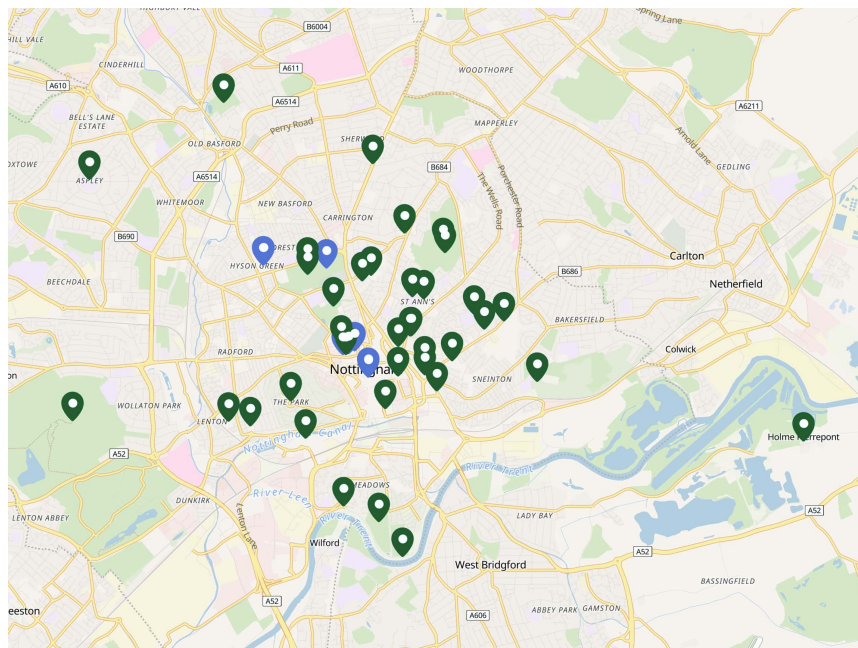 B6004
HILL VALE
CINDERHILL
A611
WOODTHORPE
A610
A6514
A6211
BELL'S LANE
ESTATE
Perry Road
MAPPERLEY
Arnold Lane
OLD BASFORD
SHERWOOD
B684
GEDLING
OXTOWE
ASPLEY
A6514
The Wells Road
Porchester Road
WHITEMOOR
NEW BASFORD
CARRINGTON
B690
FOREST
HYSON GREEN
Carlton
B686
BEECHDALE
Netherfield
ST ANN'S
BAKERSFIELD
RADFORD
Colwick
Nottingham
SNEINTON
on
WOLLATON PARK
THE PARK
LENTON
Nottingham Canal
Holme Pierrepont
A52
River Trent
MEADOWS
River Leen
DUNKIRK
Lenton Lane
LENTON ABBEY
River Trent
LADY BAY
A52
Wilford
A52
West Bridgford
BASSINGFIELD
A52
eeston
A606
ABBEY PARK
GAMSTON